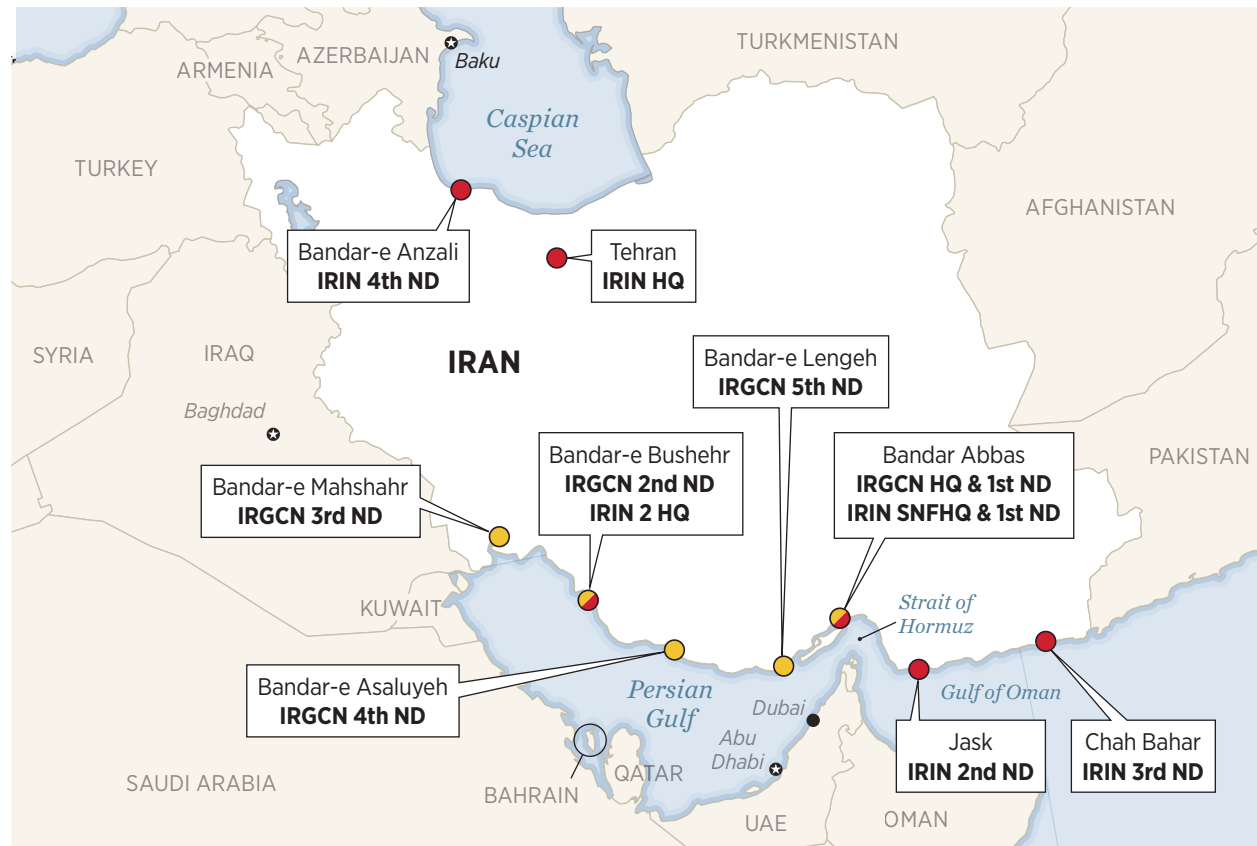 TURKMENISTAN
AZERBAIJAN
Baku
ARMENIA
Caspian
Sea
TURKEY
AFGHANISTAN
Bandar-e Anzali
IRIN 4th ND
Tehran
IRIN HQ
SYRIA
IRAQ
IRAN
Bandar-e Lengeh
IRGCN 5th ND
Baghdad
Bandar-e Bushehr
IRGCN 2nd ND
IRIN 2 HQ
Bandar Abbas
IRGCN HQ & 1st ND
IRIN SNFHQ & 1st ND
PAKISTAN
Bandar-e Mahshahr
IRGCN 3rd ND
KUWAIT
Strait of
Hormuz
Bandar-e Asaluyeh
IRGCN 4th ND
Persian
Gulf
Gulf of Oman
Dubai
Abu
Dhabi
Jask
IRIN 2nd ND
Chah Bahar
IRIN 3rd ND
SAUDI ARABIA
BAHRAIN
QATAR
UAE
OMAN